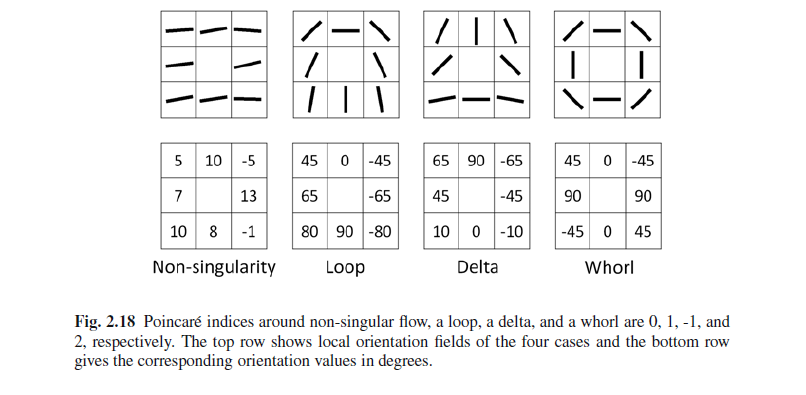 5 10 -5 45 0 -45 65 90 -65 45 0 -45
7 13 65 -65 45 -45 90 90
10 8 -1 80 90 -80 10 0 -10 -45 0 45
Non-singularity Loop Delta Whorl
Fig. 2.18 Poincaré indices around non-singular flow, a loop, a delta, and a whorl are 0, 1, -1, and
2, respectively. The top row shows local orientation fields of the four cases and the bottom row
gives the corresponding orientation values in degrees.